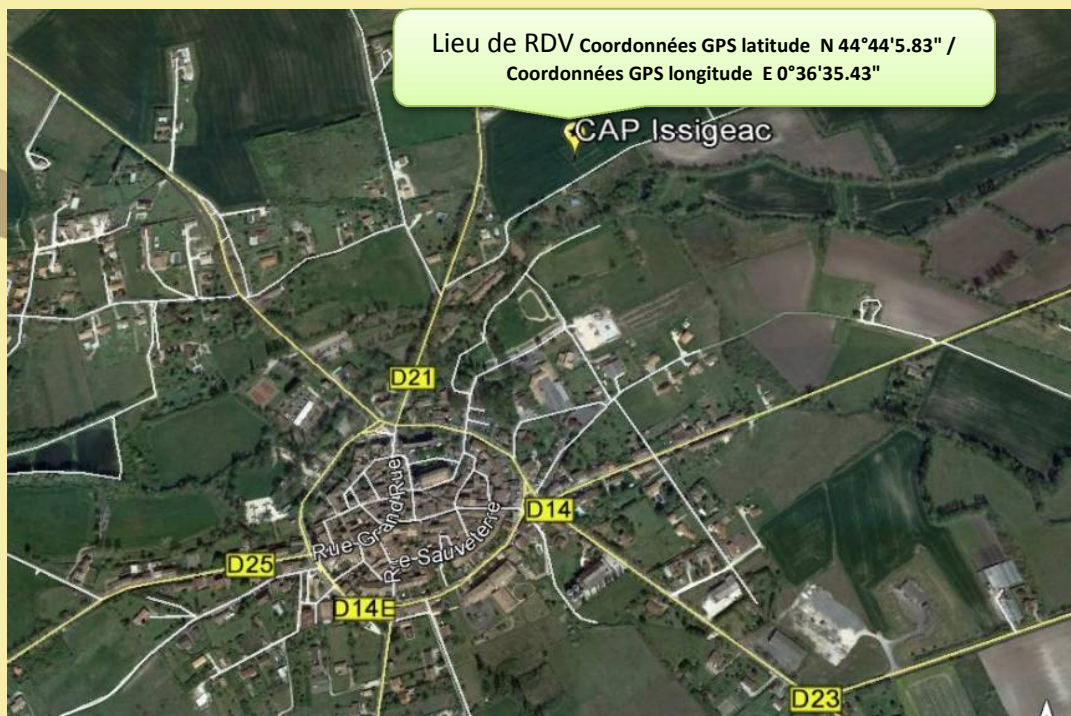 Lieu de RDV Coordonnées GPS latitude N 44°44'5.83" /
Coordonnées GPS longitude E 0°36'35.43"
CAP Issigeac
D21
Rue Grand Rue
Rue Sauveterre
D14
D25
D14E
D23